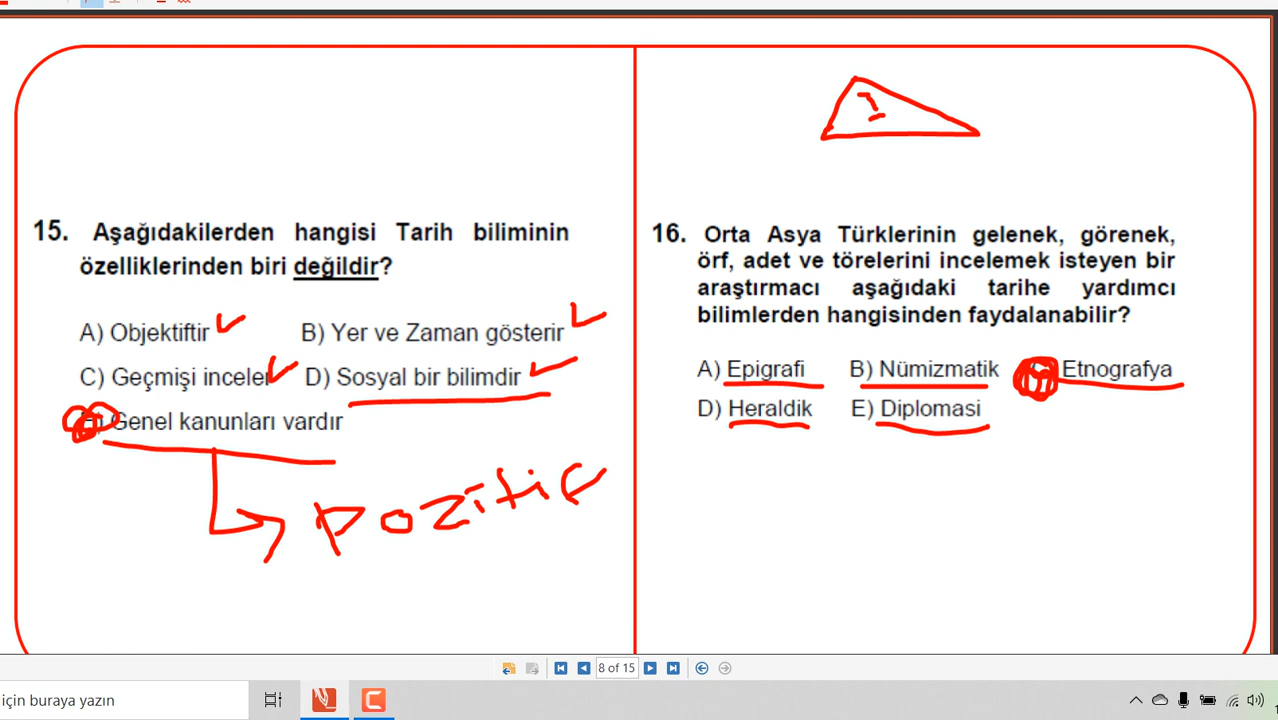 15. Aşağıdakilerden hangisi Tarih biliminin
özelliklerinden biri değildir?
A) Objektiftir B) Yer ve Zaman gösterir
C) Geçmişi inceler D) Sosyal bir bilimdir
Genel kanunları vardır
pozitif
16. Orta Asya Türklerinin gelenek, görenek,
örf, adet ve törelerini incelemek isteyen bir
araştırmacı aşağıdaki tarihe yardımcı
bilimlerden hangisinden faydalanabilir?
A) Epigrafi B) Nümizmatik Etnografya
D) Heraldik E) Diplomasi
8 of 15
için buraya yazın